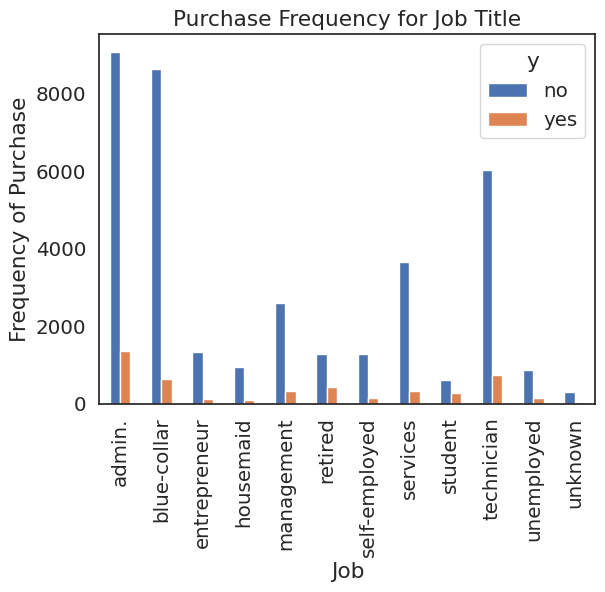 Purchase Frequency for Job Title
Frequency of Purchase
8000
6000
4000
2000
0
y
no
yes
admin.
blue-collar
entrepreneur
housemaid
management
retired
self-employed
services
student
technician
unemployed
unknown
Job